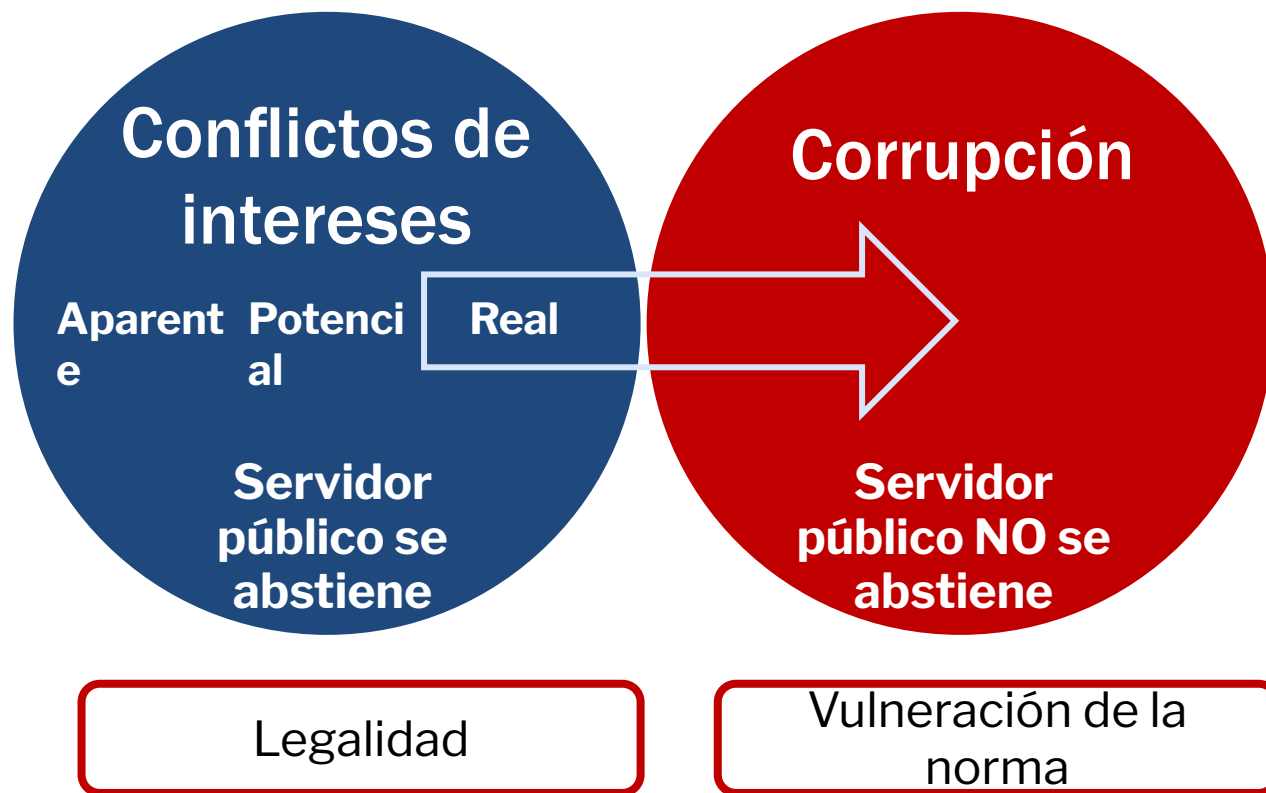 Conflictos de
intereses
Aparent
e
Potenci
al
Real
Servidor
público se
abstiene
Corrupción
Servidor
público NO se
abstiene
Legalidad
Vulneración de la
norma